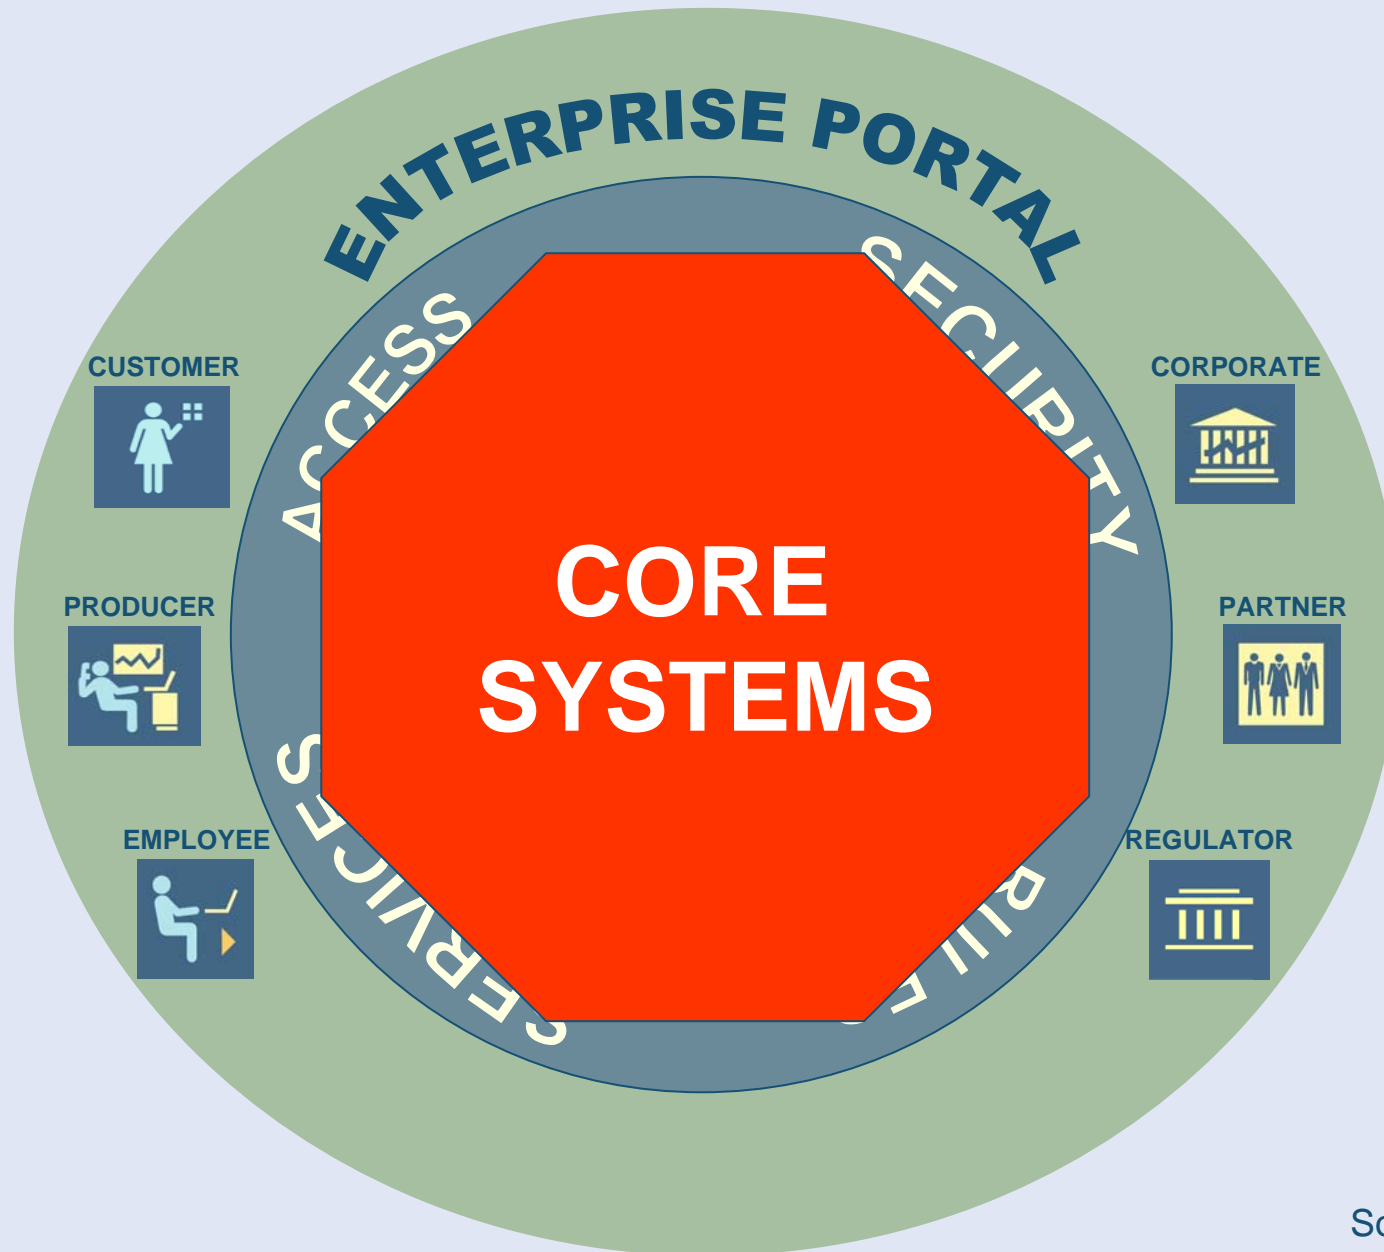 ENTERPRISE PORTAL
ACCESS
SECURITY
CUSTOMER
CORPORATE
CORE
SYSTEMS
PRODUCER
PARTNER
SERVICES
EMPLOYEE
REGULATOR